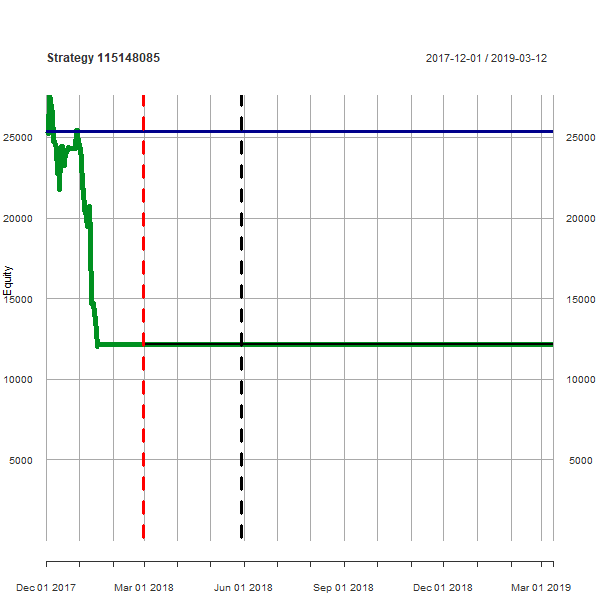 Strategy 115148085
2017-12-01 / 2019-03-12
25000
25000
20000
20000
Equity
15000
15000
10000
10000
5000
5000
Dec 01 2017
Mar 01 2018
Jun 01 2018
Sep 01 2018
Dec 01 2018
Mar 01 2019